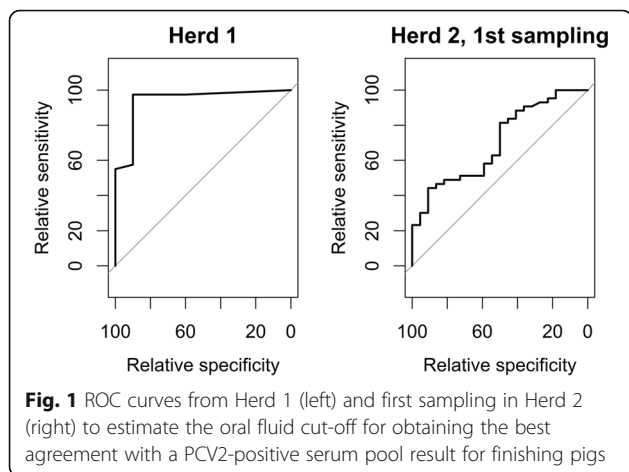 Herd 1
Relative sensitivity
100
60
20
0
100
60
20
0
Relative specificity
Herd 2, 1st sampling
Relative sensitivity
100
60
20
0
100
60
20
0
Relative specificity
Fig. 1 ROC curves from Herd 1 (left) and first sampling in Herd 2
(right) to estimate the oral fluid cut-off for obtaining the best
agreement with a PCV2-positive serum pool result for finishing pigs